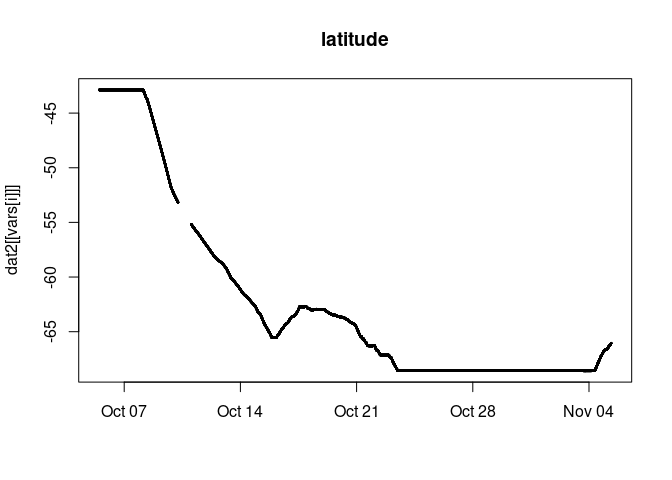 latitude
dat2[[vars[i]]]
-45
-50
-55
-60
-65
Oct 07
Oct 14
Oct 21
Oct 28
Nov 04